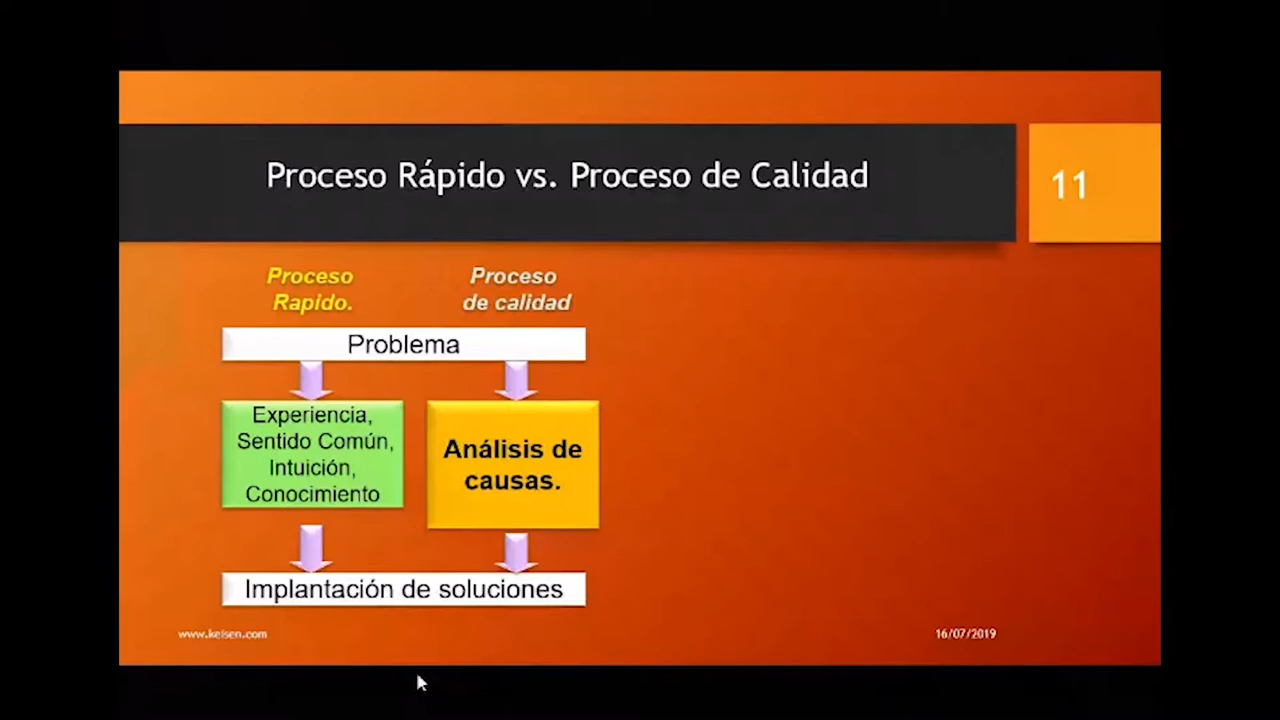 Proceso Rápido vs. Proceso de Calidad
11
Proceso
Rapido.
Proceso
de calidad
Problema
Experiencia,
Sentido Común,
Intuición,
Conocimiento
Análisis de
causas.
Implantación de soluciones
www.keisen.com
16/07/2019